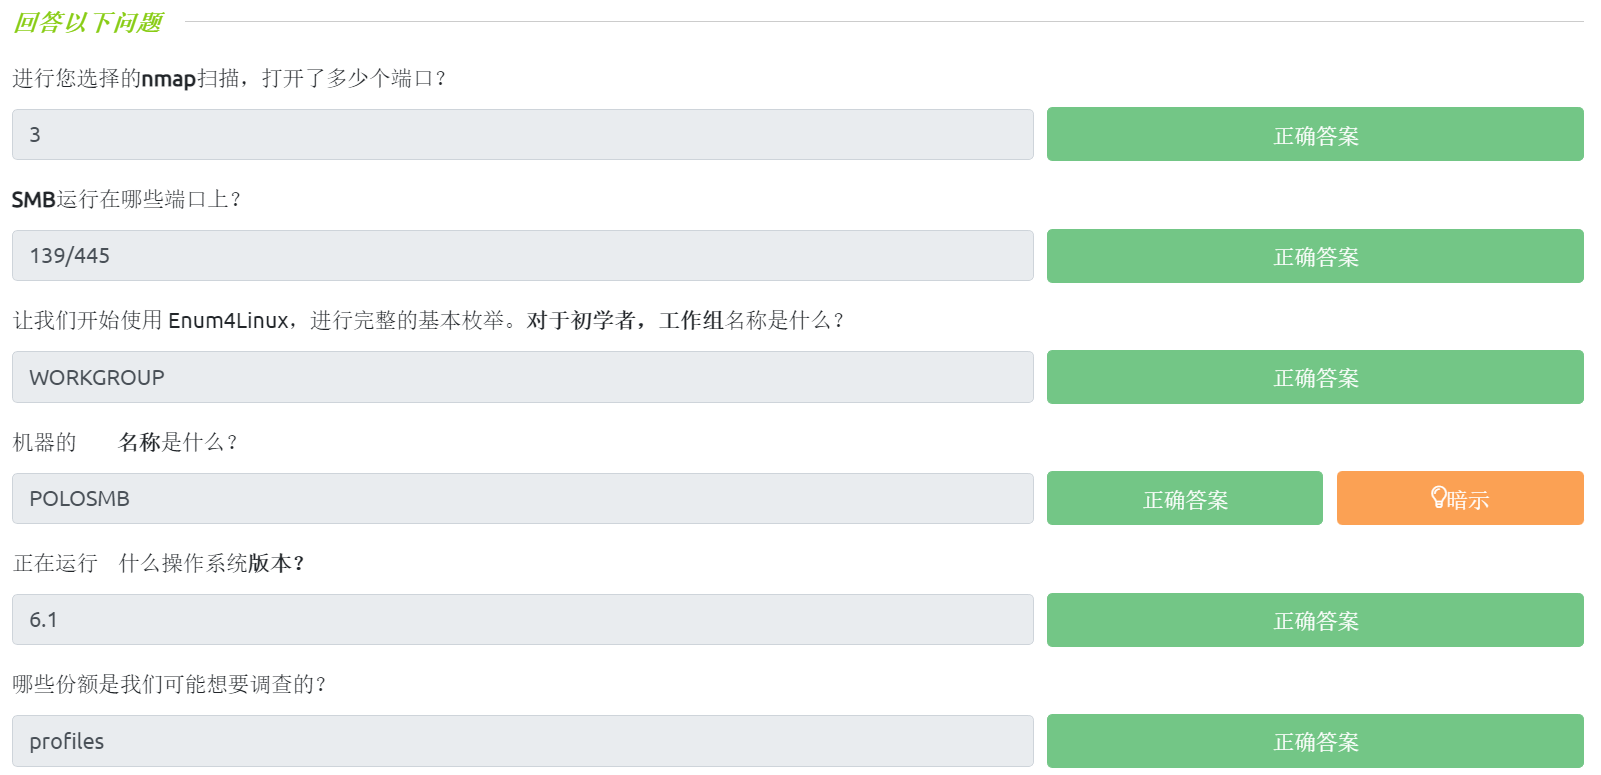 回答以下问题
进行您选择的nmap扫描，打开了多少个端口？
3 正确答案
SMB运行在哪些端口上？
139/445 正确答案
让我们开始使用 Enum4Linux，进行完整的基本枚举。对于初学者，工作组名称是什么？
WORKGROUP 正确答案
机器的 名称是什么？
POLOSMB 正确答案 暗示
正在运行 什么操作系统版本？
6.1 正确答案
哪些份额是我们可能想要调查的？
profiles 正确答案